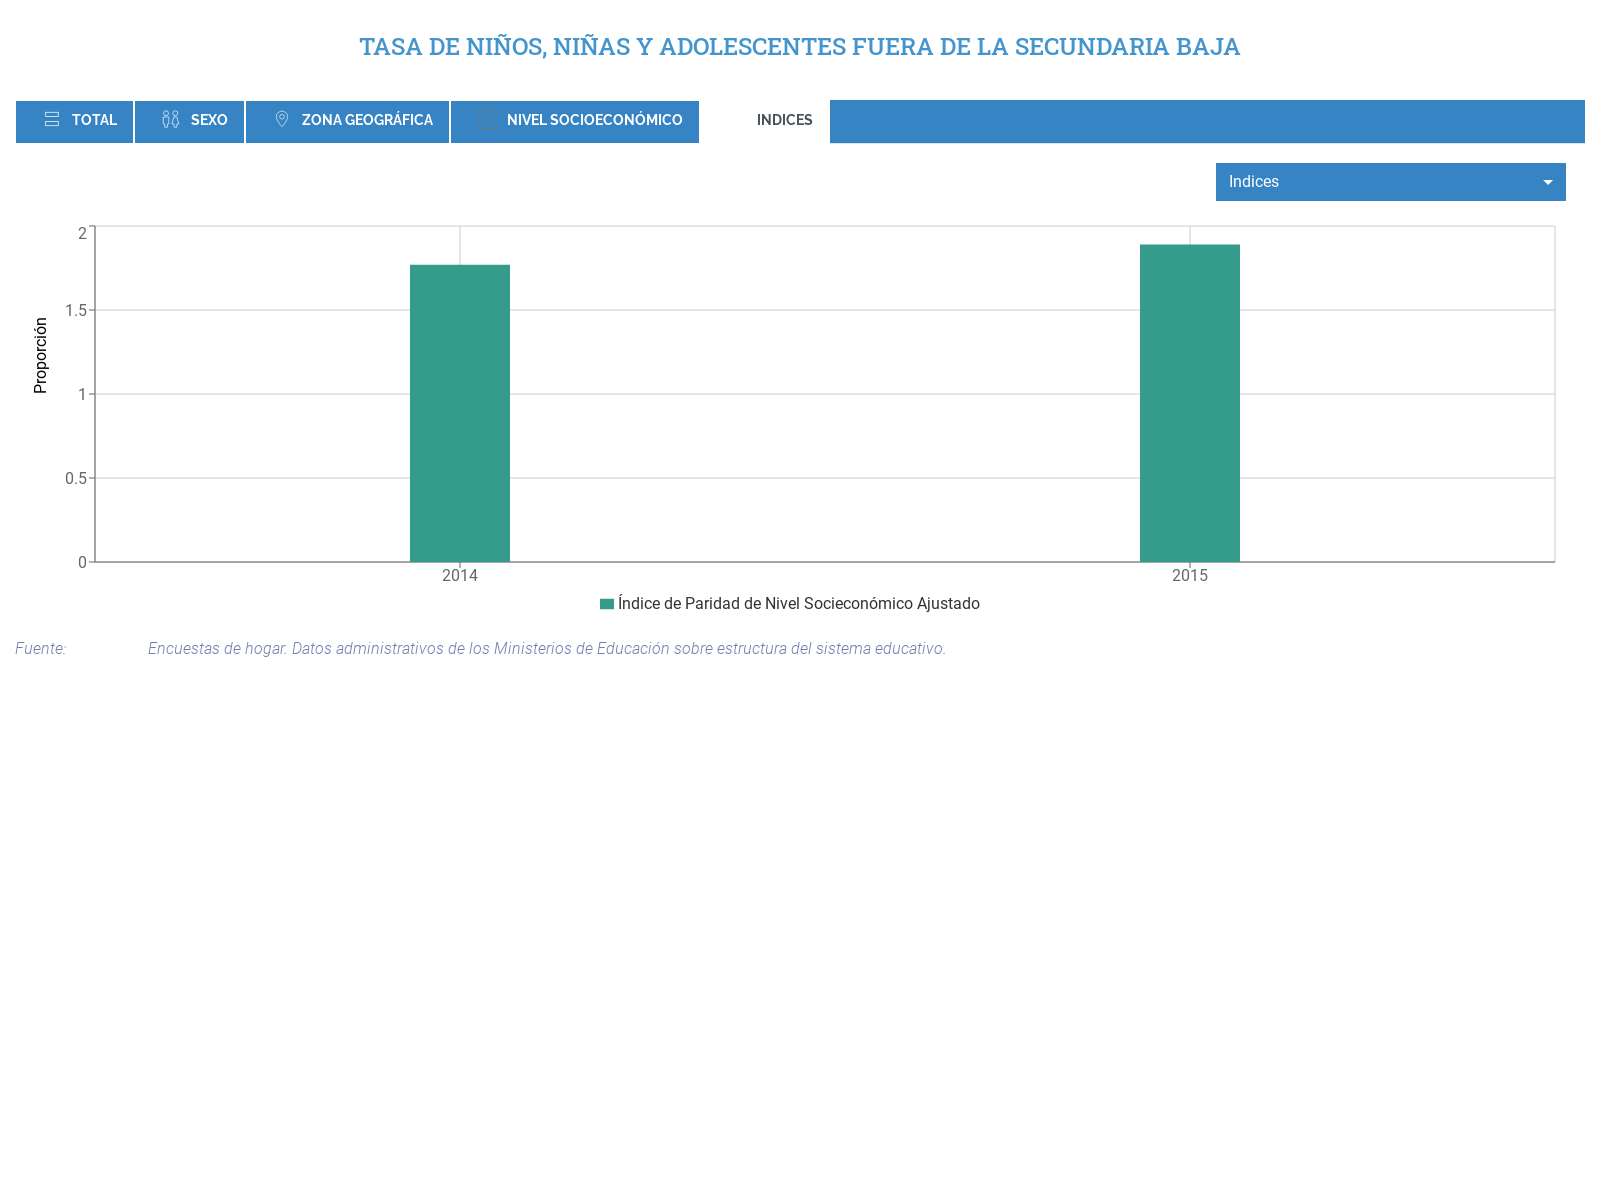 TASA DE NIÑOS, NIÑAS Y ADOLESCENTES FUERA DE LA SECUNDARIA BAJA
TOTAL SEXO ZONA GEOGRÁFICA NIVEL SOCIOECONÓMICO INDICES
Indices
2
1.5
1
0.5
0
Proporción
2014 2015
Índice de Paridad de Nivel Socieconómico Ajustado
Fuente: Encuestas de hogar. Datos administrativos de los Ministerios de Educación sobre estructura del sistema educativo.